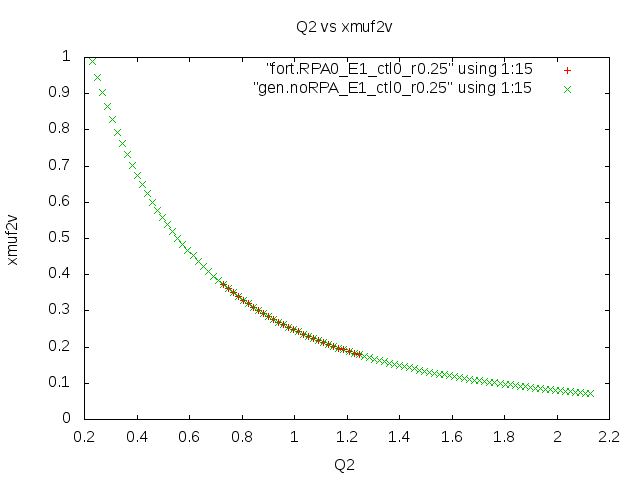 Q2 vs xmuf2v
"fort.RPA0_E1_ctl0_r0.25" using 1:15
"gen.noRPA_E1_ctl0_r0.25" using 1:15
1
0.9
0.8
0.7
0.6
0.5
0.4
0.3
0.2
0.1
0
xmuf2v
0.2 0.4 0.6 0.8 1 1.2 1.4 1.6 1.8 2 2.2
Q2